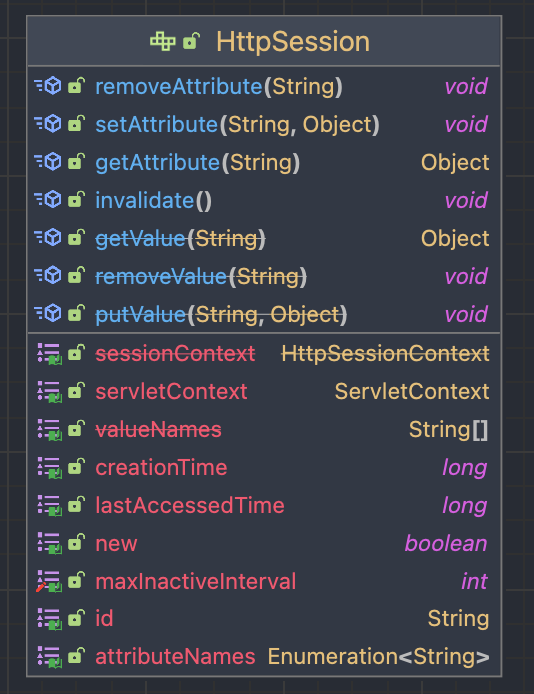 HttpSession
removeAttribute(String) void
setAttribute(String, Object) void
getAttribute(String) Object
invalidate() void
getValue(String) Object
removeValue(String) void
putValue(String, Object) void
sessionContext HttpSessionContext
servletContext ServletContext
valueNames String[]
creationTime long
lastAccessedTime long
new boolean
maxInactiveInterval int
id String
attributeNames Enumeration<String>